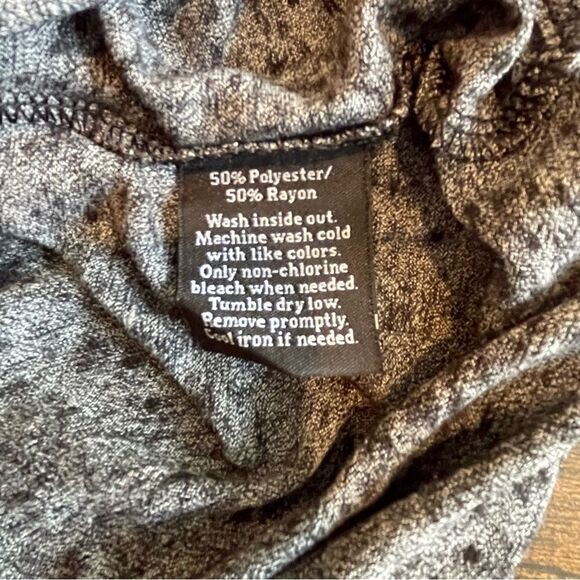 50% Polyester/
50% Rayon
Wash inside out.
Machine wash cold
with like colors.
Only non-chlorine
bleach when needed.
Tumble dry low.
Remove promptly.
Cool iron if needed.